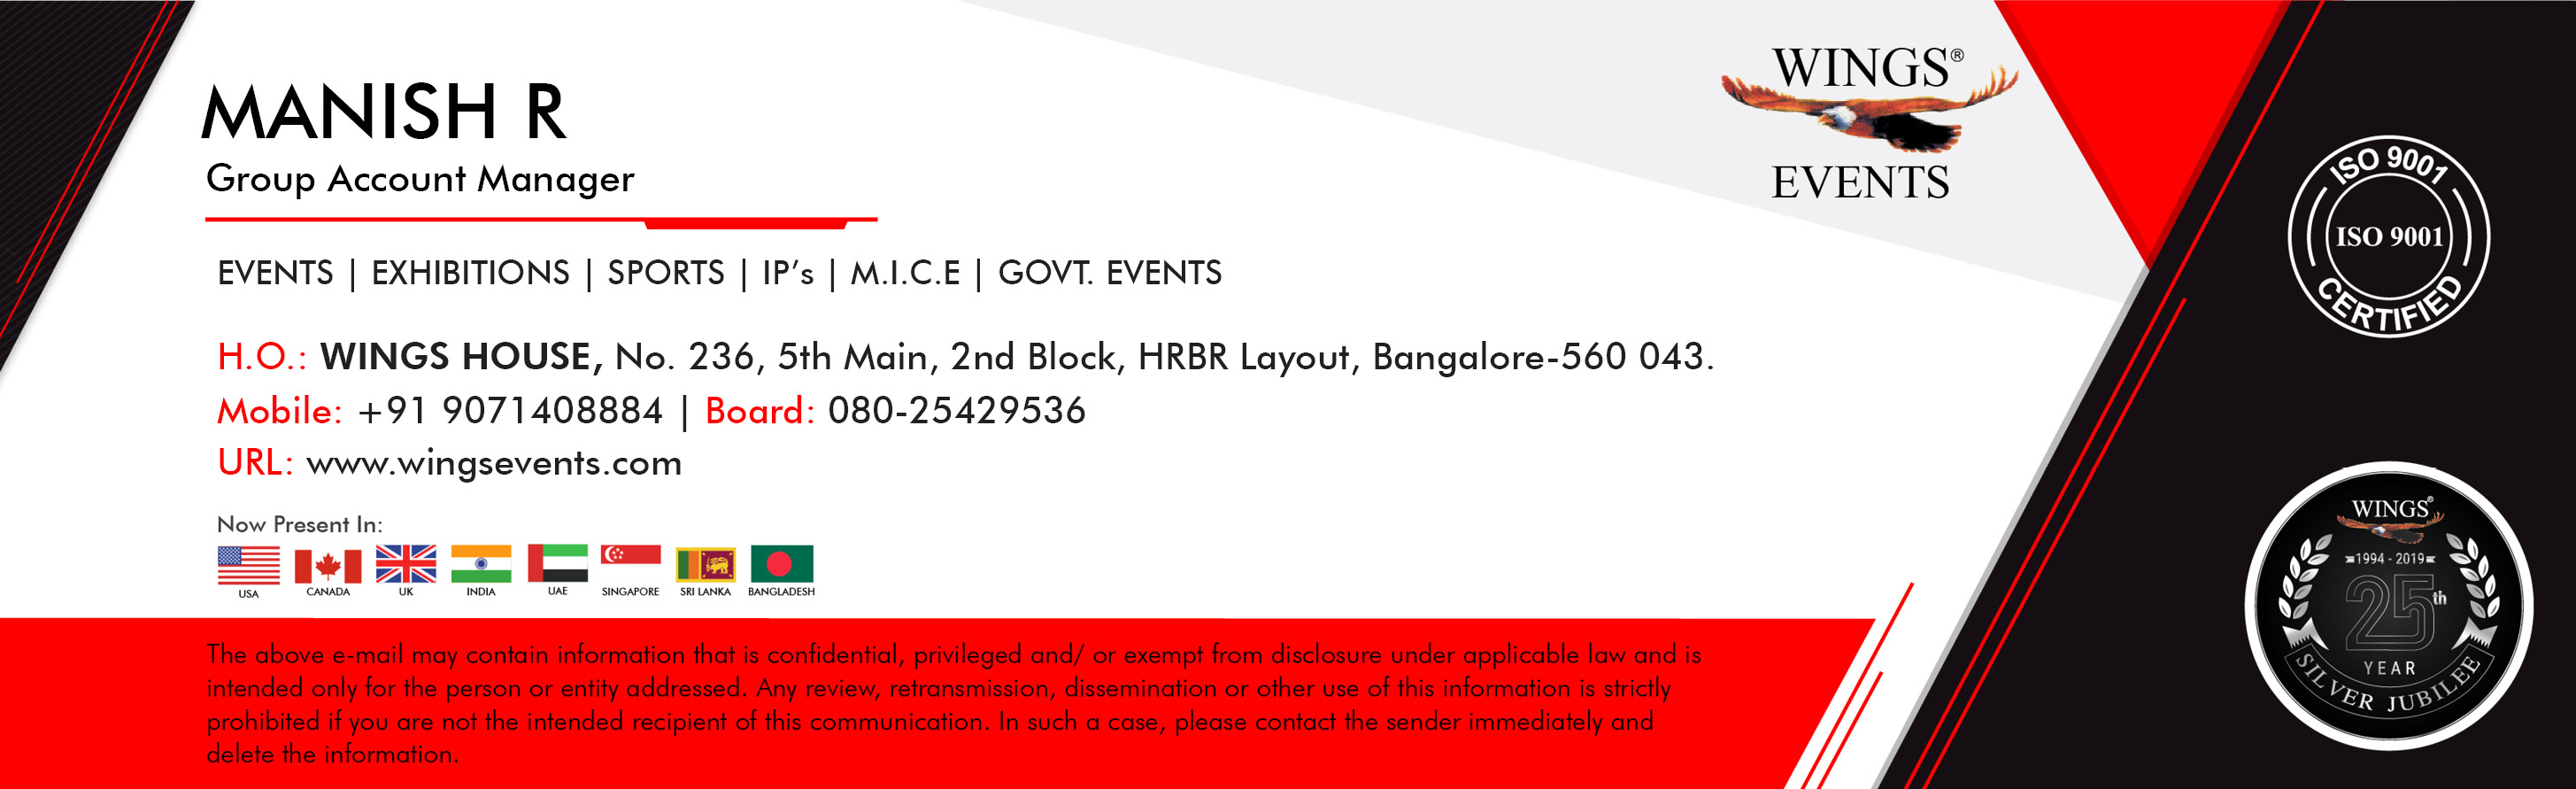 MANISH R
Group Account Manager
WINGS®
EVENTS
EVENTS | EXHIBITIONS | SPORTS | IP's | M.I.C.E | GOVT. EVENTS
H.O.: WINGS HOUSE, No. 236, 5th Main, 2nd Block, HRBR Layout, Bangalore-560 043.
Mobile: +91 9071408884 | Board: 080-25429536
URL: www.wingsevents.com
Now Present In:
USA CANADA UK INDIA UAE SINGAPORE SRI LANKA BANGLADESH
The above e-mail may contain information that is confidential, privileged and/ or exempt from disclosure under applicable law and is
intended only for the person or entity addressed. Any review, retransmission, dissemination or other use of this information is strictly
prohibited if you are not the intended recipient of this communication. In such a case, please contact the sender immediately and
delete the information.
ISO 9001
ISO 9001
CERTIFIED
WINGS®
1994 - 2019
25th
YEAR
SILVER JUBILEE